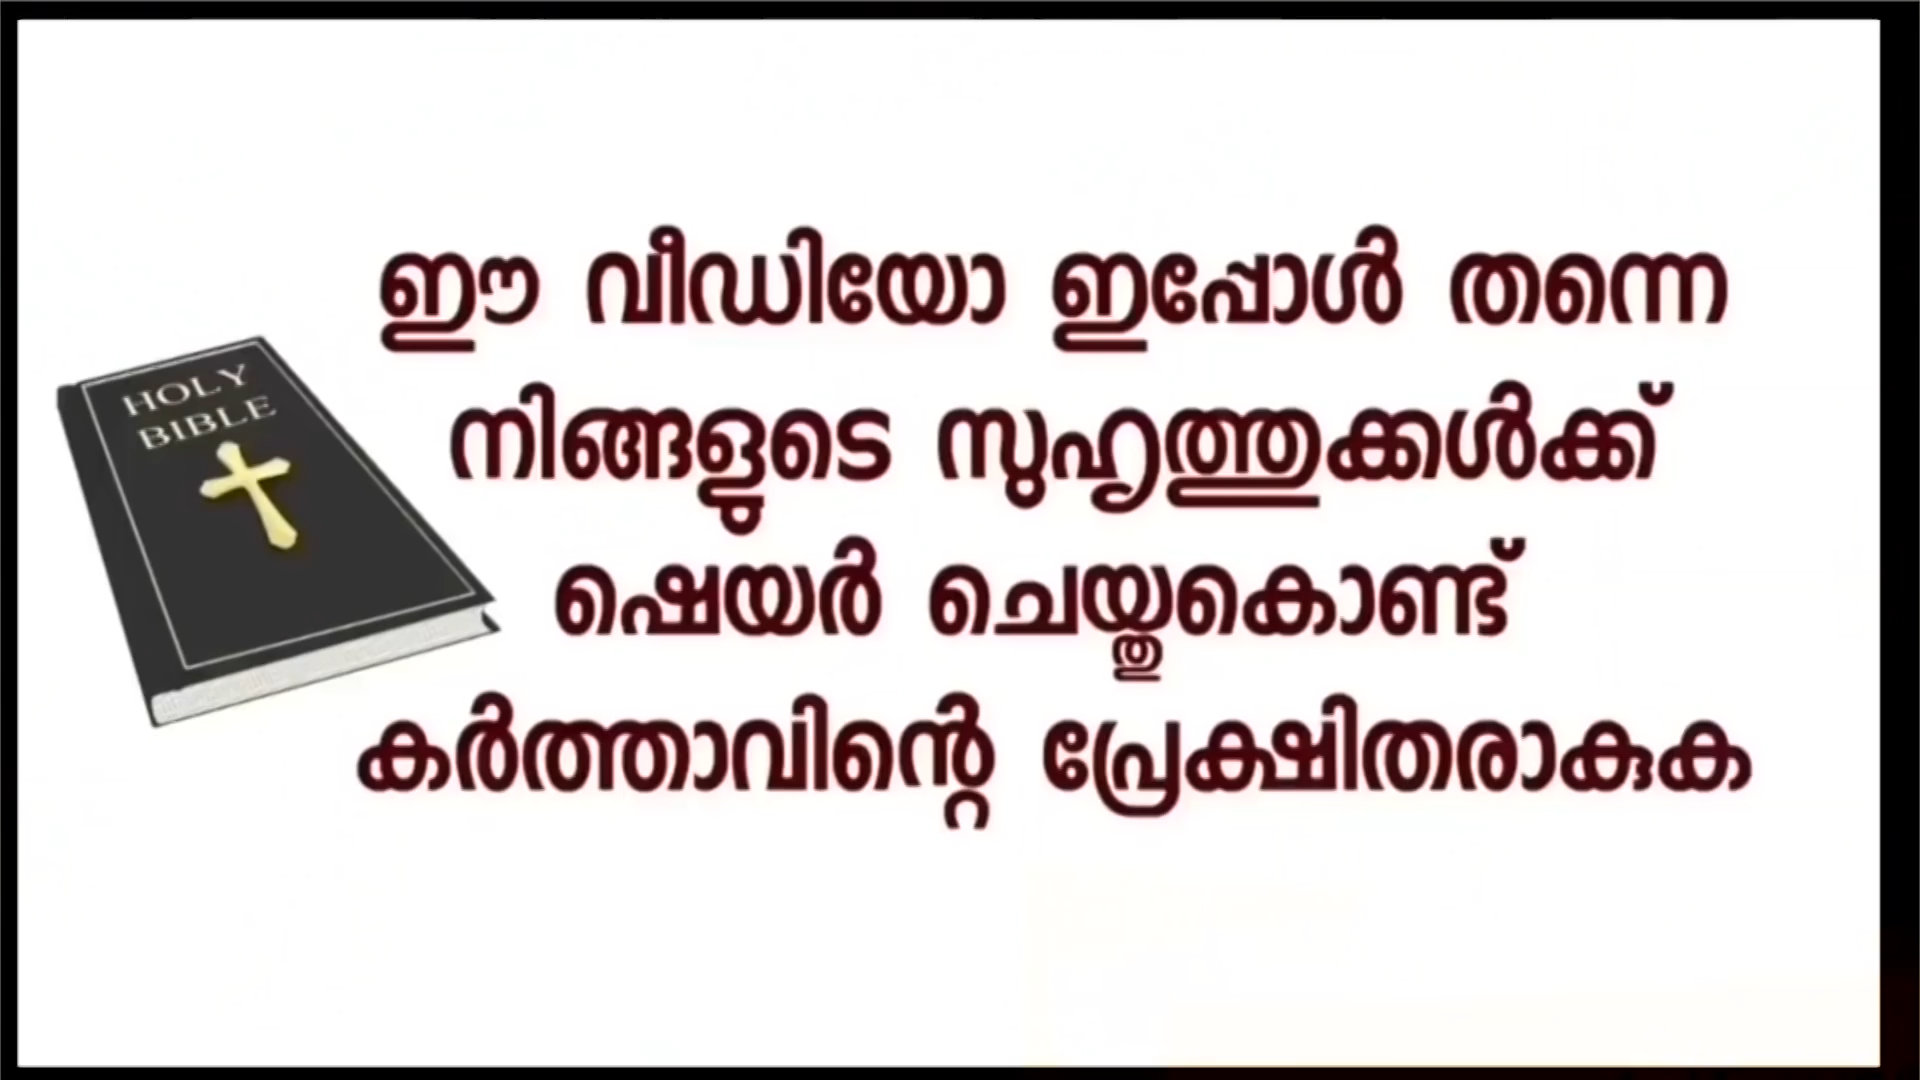 ഈ വീഡിയോ ഇപ്പോൾ തന്നെ
നിങ്ങളുടെ സുഹൃത്തുക്കൾക്ക്
ഷെയർ ചെയ്തുകൊണ്ട്
കർത്താവിന്റെ പ്രേക്ഷിതരാകുക
HOLY
BIBLE